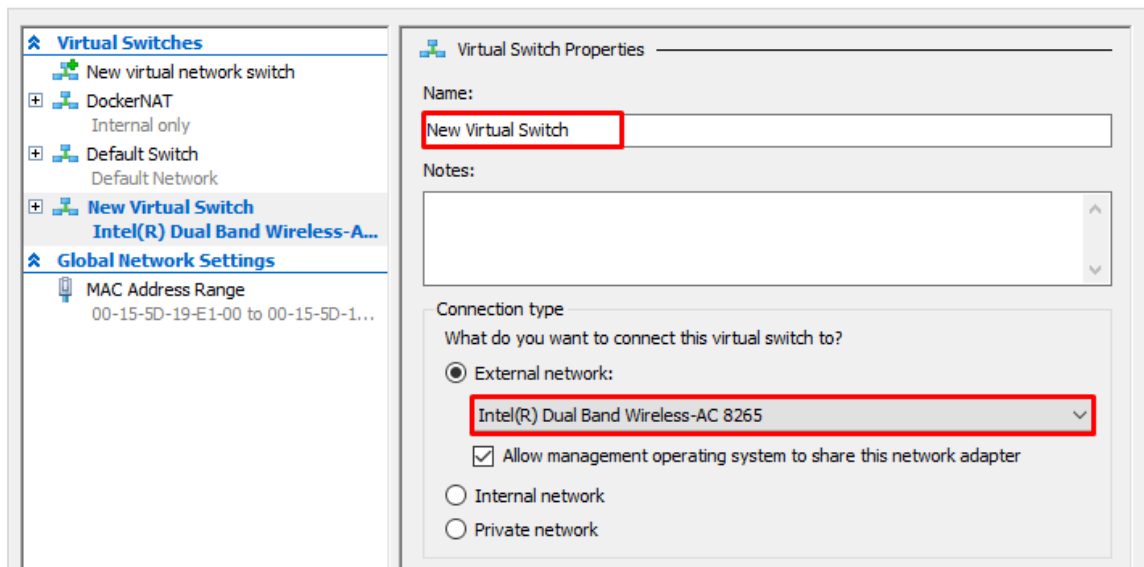 Virtual Switches
New virtual network switch
DockerNAT
Internal only
Default Switch
Default Network
New Virtual Switch
Intel(R) Dual Band Wireless-A...
Global Network Settings
MAC Address Range
00-15-5D-19-E1-00 to 00-15-5D-1...
Virtual Switch Properties
Name:
New Virtual Switch
Notes:
Connection type
What do you want to connect this virtual switch to?
External network:
Intel(R) Dual Band Wireless-AC 8265
Allow management operating system to share this network adapter
Internal network
Private network